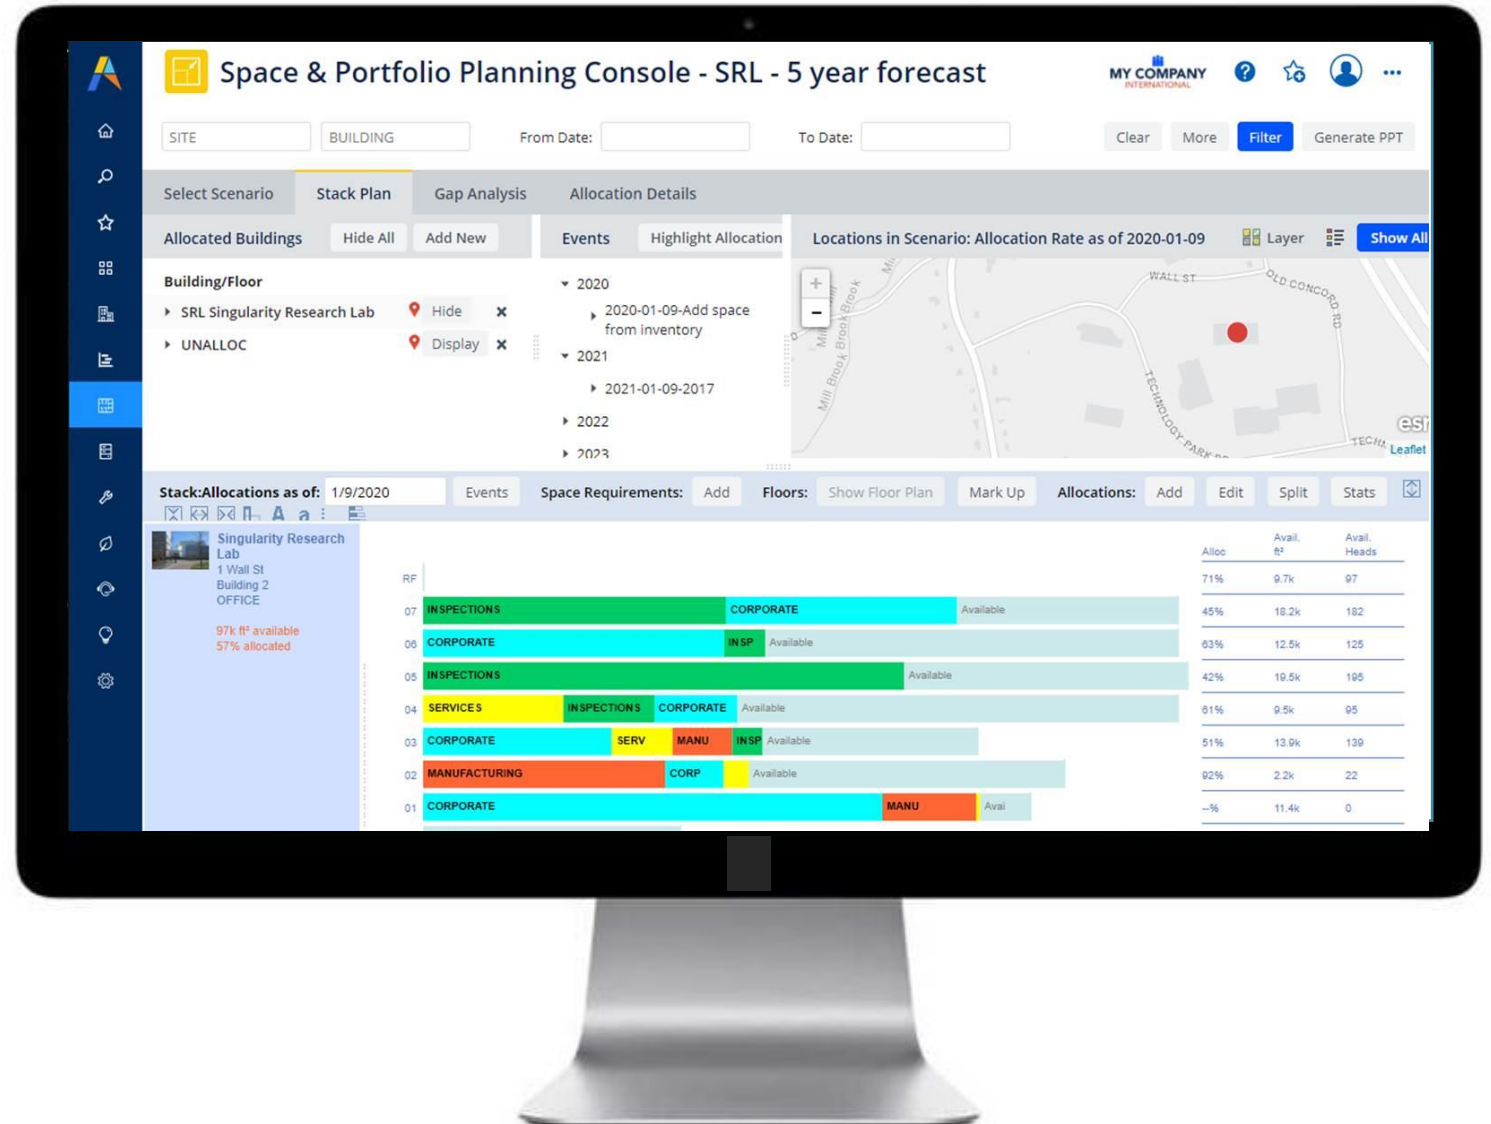 Space & Portfolio Planning Console - SRL - 5 year forecast
MY COMPANY
INTERNATIONAL
?
SITE
BUILDING
From Date:
To Date:
Clear
More
Filter
Generate PPT
Select Scenario
Stack Plan
Gap Analysis
Allocation Details
Allocated Buildings
Hide All
Add New
Events
Highlight Allocation
Locations in Scenario: Allocation Rate as of 2020-01-09
Layer
Show All
Building/Floor
SRL Singularity Research Lab
Hide
UNALLOC
Display
2020
2020-01-09-Add space
from inventory
2021
2021-01-09-2017
2022
2023
+
-
WALL ST
OLD CONCORD RD
Mill Brook
Brook
TECHNOLOGY PARK
Leaflet
Stack:Allocations as of: 1/9/2020
Events
Space Requirements:
Add
Floors:
Show Floor Plan
Mark Up
Allocations:
Add
Edit
Split
Stats
A a
Singularity Research
Lab
1 Wall St
Building 2
OFFICE
97k ft² available
57% allocated
Alloc
Avail.
ft²
Avail.
Heads
RF 71% 9.7k 97
07 INSPECTIONS CORPORATE Available 45% 18.2k 182
06 CORPORATE INSP Available 63% 12.5k 125
05 INSPECTIONS Available 42% 19.5k 195
04 SERVICES INSPECTIONS CORPORATE Available 61% 9.5k 95
03 CORPORATE SERV MANU INSP Available 51% 13.9k 139
02 MANUFACTURING CORP Available 92% 2.2k 22
01 CORPORATE MANU Avai --% 11.4k 0